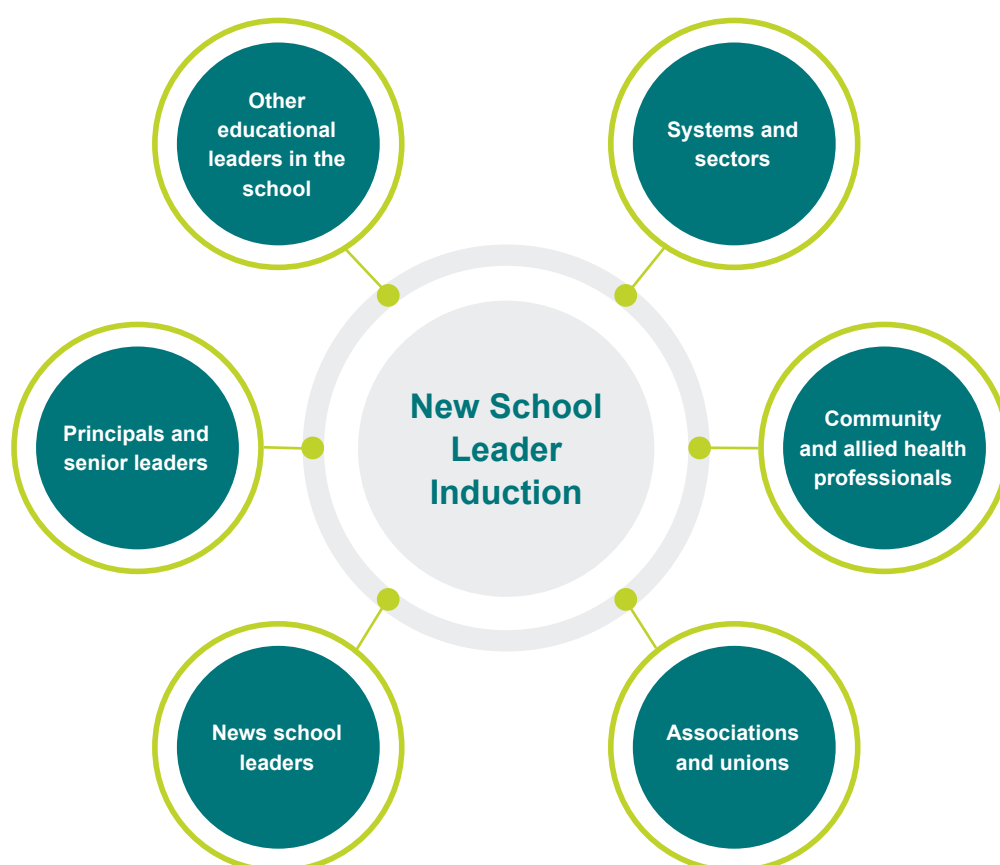 Other
educational
leaders in the
school
Systems and
sectors
New School
Leader
Induction
Principals and
senior leaders
Community
and allied health
professionals
News school
leaders
Associations
and unions